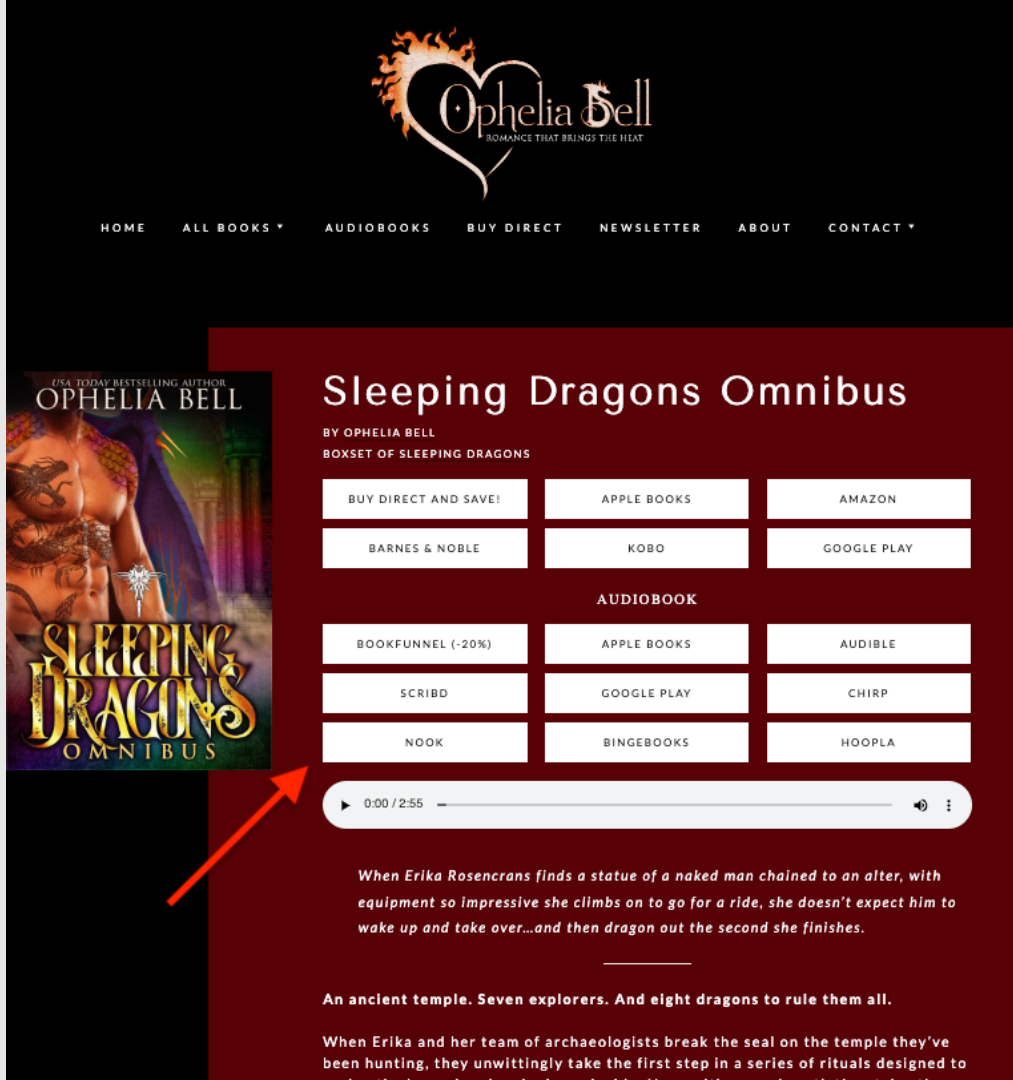 Ophelia Bell
ROMANCE THAT BRINGS THE HEAT
HOME ALL BOOKS AUDIOBOOKS BUY DIRECT NEWSLETTER ABOUT CONTACT
USA TODAY BESTSELLING AUTHOR
OPHELIA BELL
SLEEPING
DRAGONS
OMNIBUS
Sleeping Dragons Omnibus
BY OPHELIA BELL
BOXSET OF SLEEPING DRAGONS
BUY DIRECT AND SAVE! APPLE BOOKS AMAZON
BARNES & NOBLE KOBO GOOGLE PLAY
AUDIOBOOK
BOOKFUNNEL (-20%) APPLE BOOKS AUDIBLE
SCRIBD GOOGLE PLAY CHIRP
NOOK BINGEBOOKS HOOPLA
0:00 / 2:55
When Erika Rosencrans finds a statue of a naked man chained to an alter, with
equipment so impressive she climbs on to go for a ride, she doesn't expect him to
wake up and take over...and then dragon out the second she finishes.
An ancient temple. Seven explorers. And eight dragons to rule them all.
When Erika and her team of archaeologists break the seal on the temple they've
been hunting, they unwittingly take the first step in a series of rituals designed to